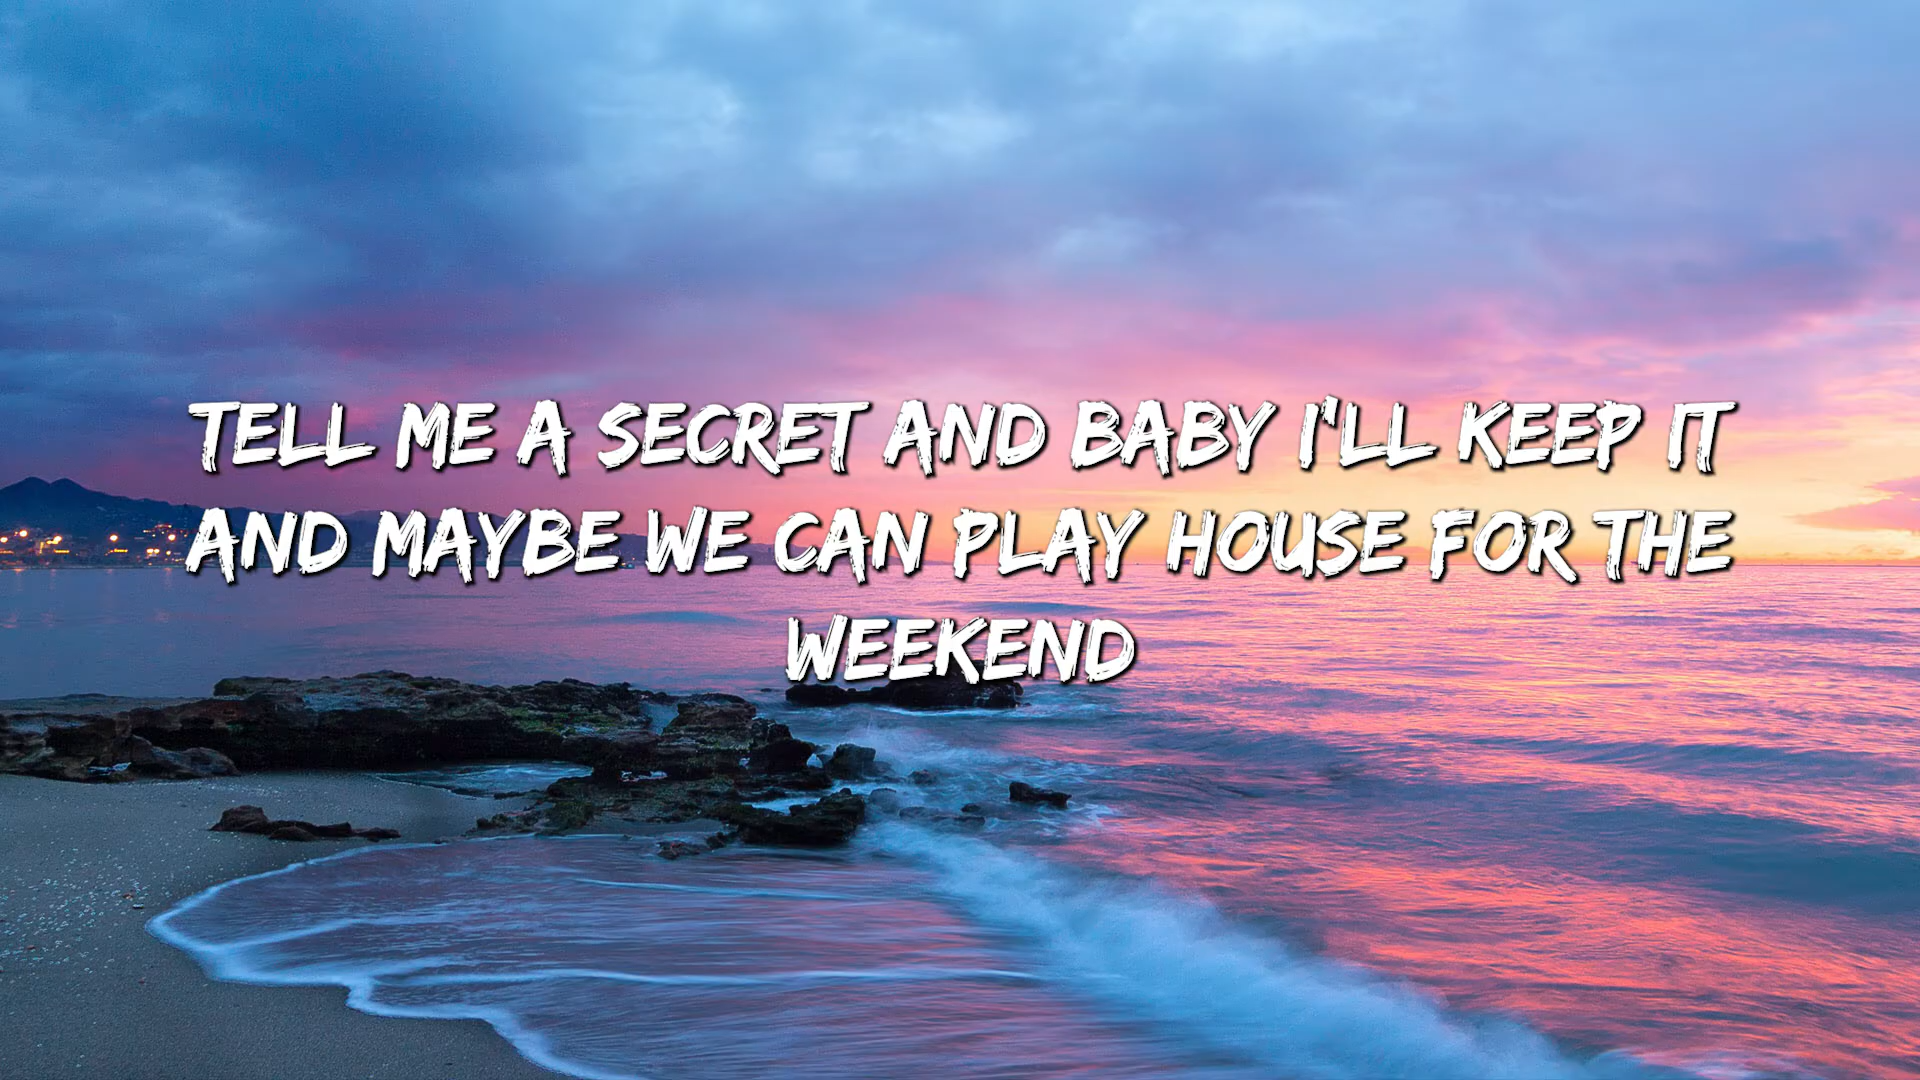 TELL ME A SECRET AND BABY I'LL KEEP IT
AND MAYBE WE CAN PLAY HOUSE FOR THE
WEEKEND